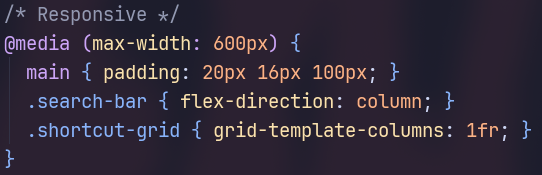 /* Responsive */
@media (max-width: 600px) {
  main { padding: 20px 16px 100px; }
  .search-bar { flex-direction: column; }
  .shortcut-grid { grid-template-columns: 1fr; }
}